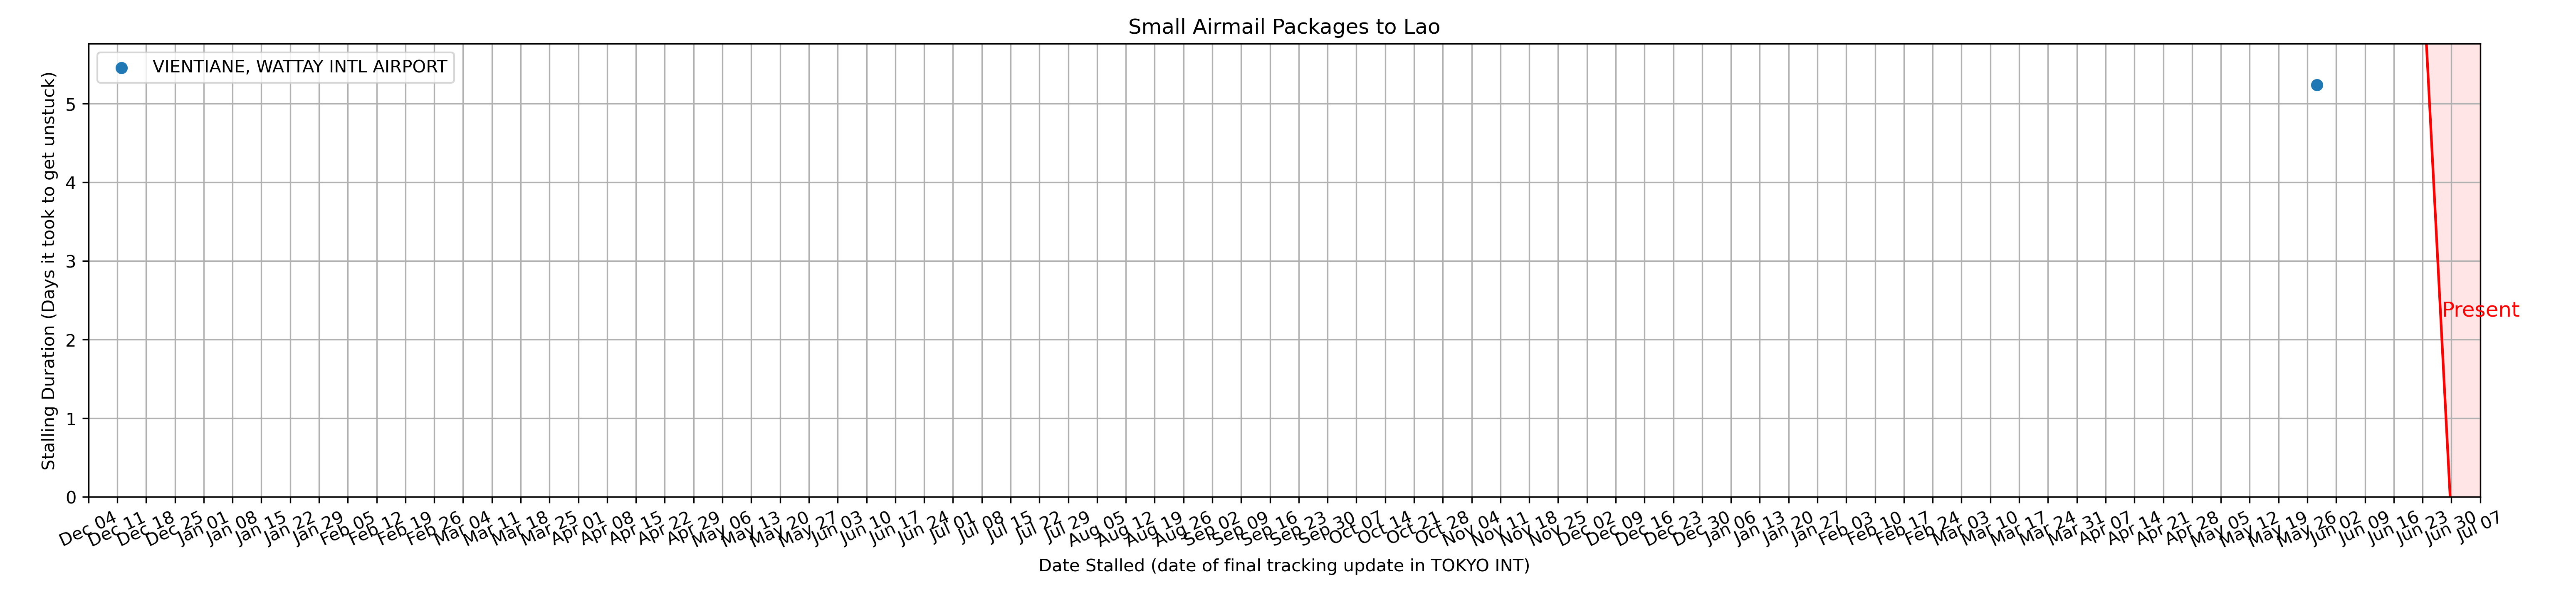 Small Airmail Packages to Lao
VIENTIANE, WATTAY INTL AIRPORT
Stalling Duration (Days it took to get unstuck)
5
4
3
2
1
0
Present
Dec 04 Dec 11 Dec 18 Dec 25 Jan 01 Jan 08 Jan 15 Jan 22 Jan 29 Feb 05 Feb 12 Feb 19 Feb 26 Mar 04 Mar 11 Mar 18 Mar 25 Apr 01 Apr 08 Apr 15 Apr 22 Apr 29 May 06 May 13 May 20 May 27 Jun 03 Jun 10 Jun 17 Jun 24 Jul 01 Jul 08 Jul 15 Jul 22 Jul 29 Aug 05 Aug 12 Aug 19 Aug 26 Sep 02 Sep 09 Sep 16 Sep 23 Sep 30 Oct 07 Oct 14 Oct 21 Oct 28 Nov 04 Nov 11 Nov 18 Nov 25 Dec 02 Dec 09 Dec 16 Dec 23 Dec 30 Jan 06 Jan 13 Jan 20 Jan 27 Feb 03 Feb 10 Feb 17 Feb 24 Mar 03 Mar 10 Mar 17 Mar 24 Mar 31 Apr 07 Apr 14 Apr 21 Apr 28 May 05 May 12 May 19 May 26 Jun 02 Jun 09 Jun 16 Jun 23 Jun 30 Jul 07
Date Stalled (date of final tracking update in TOKYO INT)